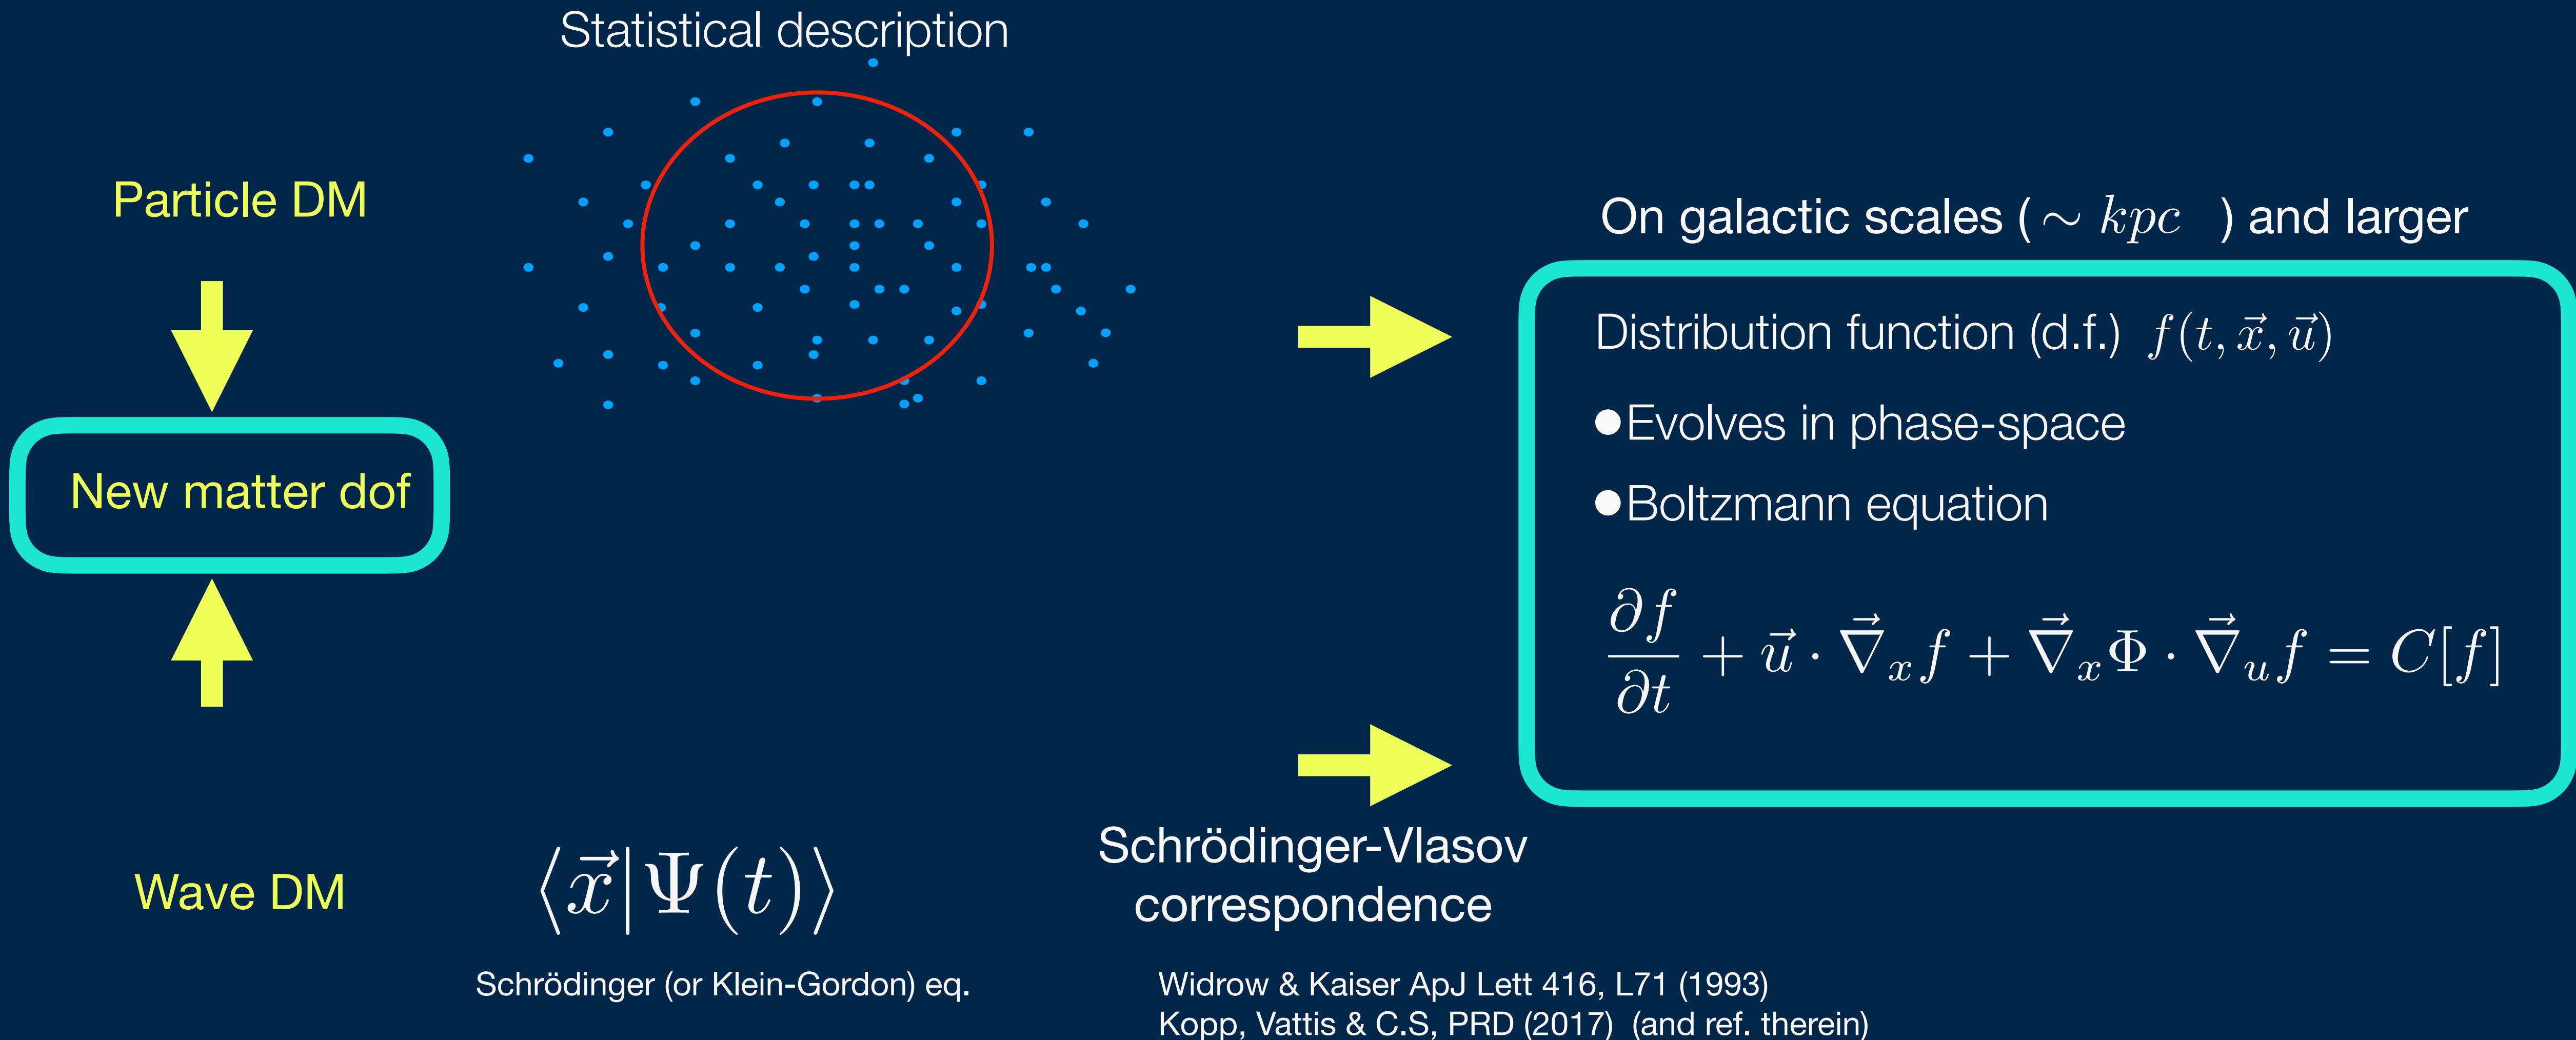 Statistical description
Particle DM
New matter dof
Wave DM
⟨x⃗|Ψ(t)⟩
Schrödinger (or Klein-Gordon) eq.
Schrödinger-Vlasov
correspondence
Widrow & Kaiser ApJ Lett 416, L71 (1993)
Kopp, Vattis & C.S, PRD (2017) (and ref. therein)
On galactic scales (∼ kpc ) and larger
Distribution function (d.f.) f(t, x⃗, u⃗)
●Evolves in phase-space
●Boltzmann equation
∂f/∂t + u⃗ · ∇⃗ₓf + ∇⃗ₓΦ · ∇⃗ᵤf = C[f]